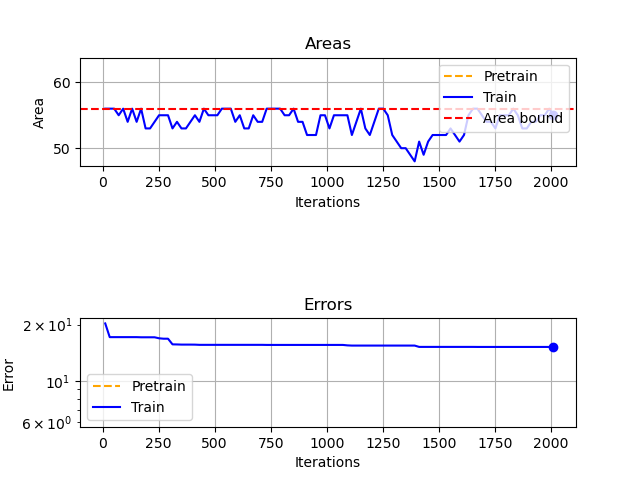 Areas
60
50
Area
Pretrain
Train
Area bound
0 250 500 750 1000 1250 1500 1750 2000
Iterations
Errors
2 × 10¹
10¹
6 × 10⁰
Error
Pretrain
Train
0 250 500 750 1000 1250 1500 1750 2000
Iterations